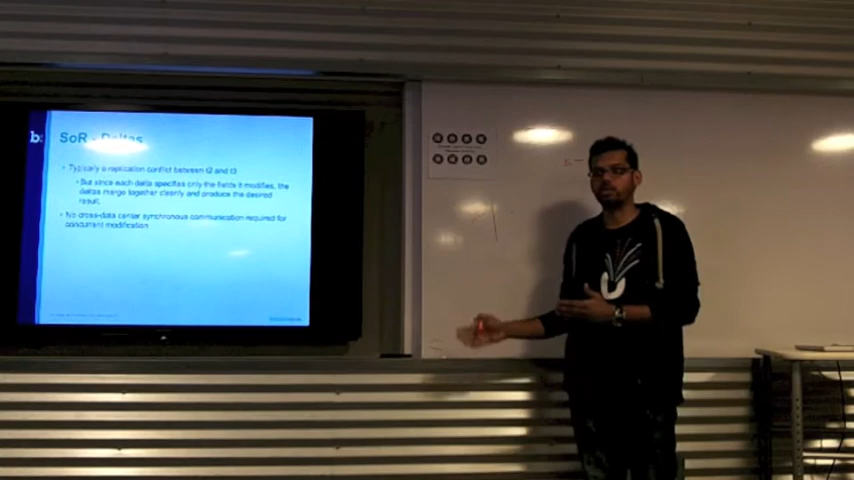 b:
SoR - Deltas
• Typically a replication conflict between t2 and t3
• But since each delta specifies only the fields it modifies, the
deltas merge together cleanly and produce the desired
result.
• No cross-data center synchronous communication required for
concurrent modification